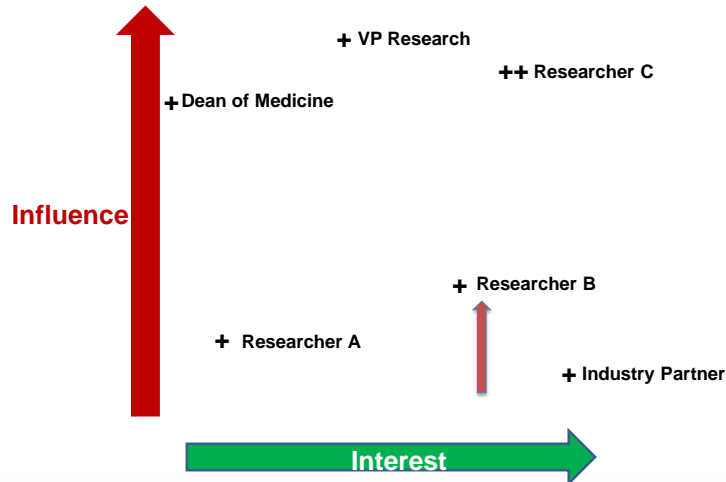 + VP Research
++ Researcher C
+ Dean of Medicine
Influence
+ Researcher B
+ Researcher A
+ Industry Partner
Interest